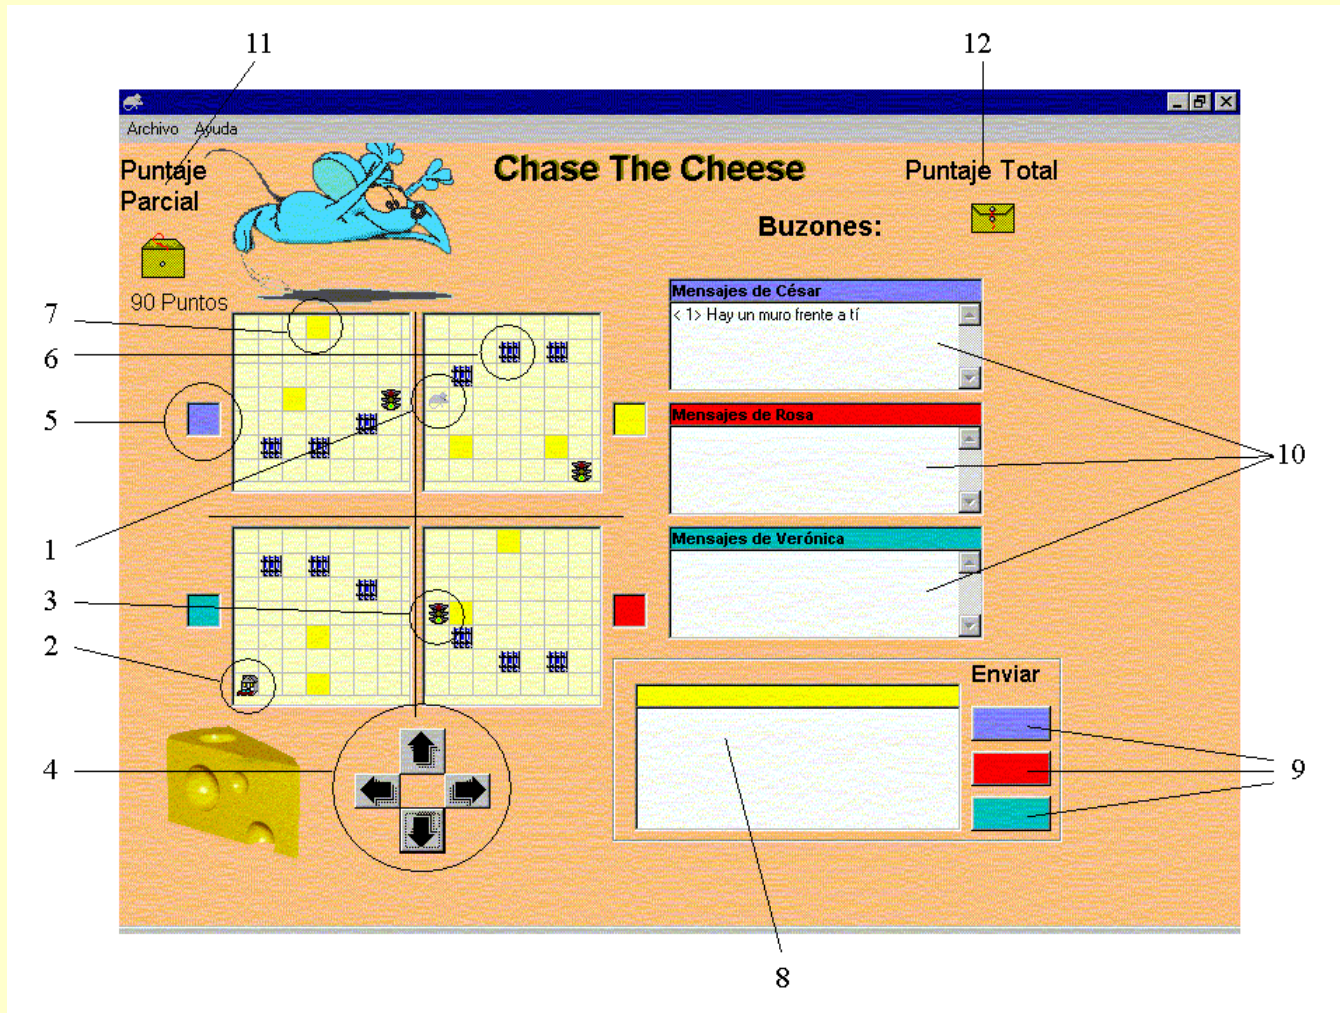 11
12
Archivo Ayuda
Puntaje
Parcial
Chase The Cheese
Puntaje Total
Buzones:
90 Puntos
Mensajes de César
< 1> Hay un muro frente a tí
Mensajes de Rosa
Mensajes de Verónica
Enviar
7
6
5
1
3
2
4
10
9
8